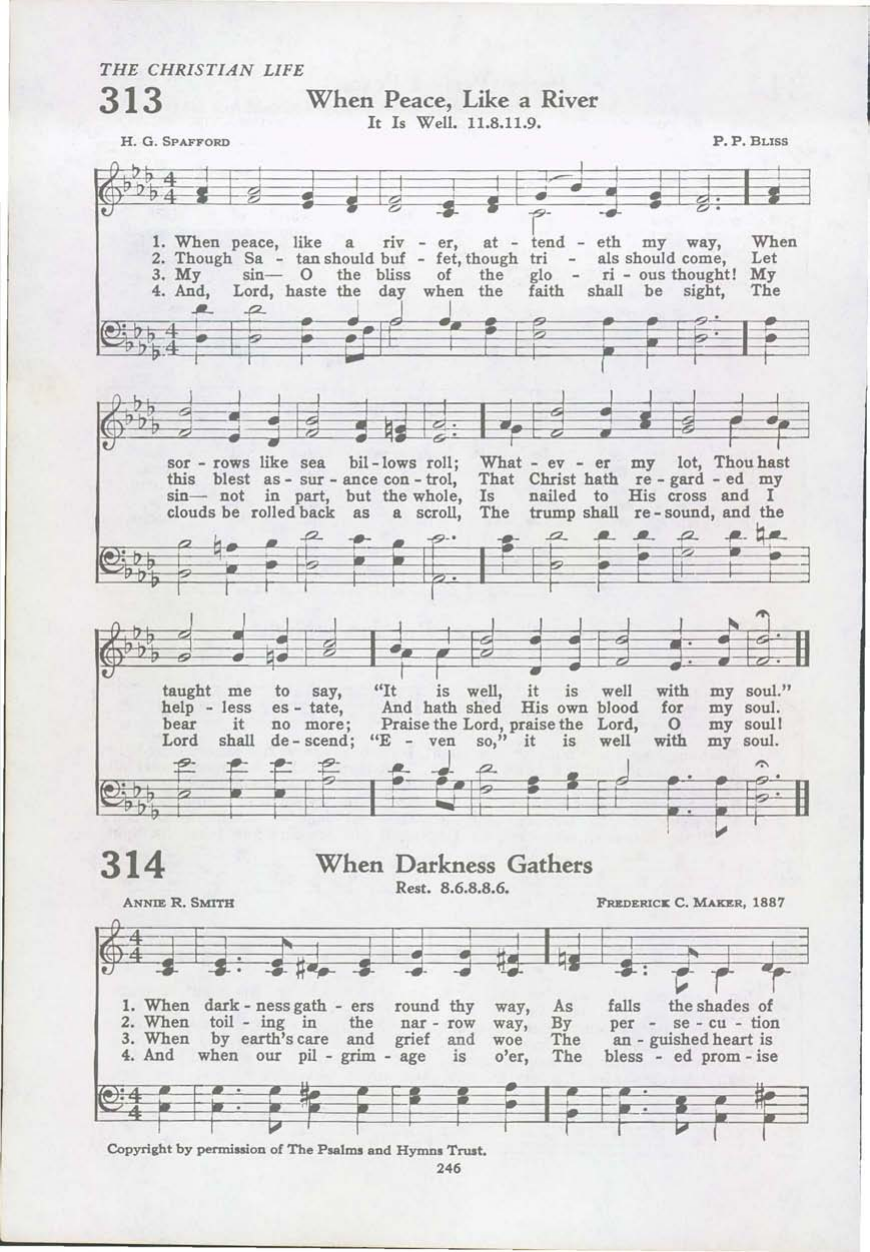 THE CHRISTIAN LIFE
313 When Peace, Like a River
It Is Well. 11.8.11.9.
H. G. SPAFFORD P. P. BLISS
1. When peace, like a riv - er, at - tend - eth my way, When
2. Though Sa - tan should buf - fet, though tri - als should come, Let
3. My sin— O the bliss of the glo - ri - ous thought! My
4. And, Lord, haste the day when the faith shall be sight, The
sor - rows like sea bil - lows roll; What - ev - er my lot, Thou hast
this blest as - sur - ance con - trol, That Christ hath re - gard - ed my
sin— not in part, but the whole, Is nailed to His cross and I
clouds be rolled back as a scroll, The trump shall re - sound, and the
taught me to say, “It is well, it is well with my soul.”
help - less es - tate, And hath shed His own blood for my soul.
bear it no more; Praise the Lord, praise the Lord, O my soul!
Lord shall de - scend; “E - ven so,” it is well with my soul.
314 When Darkness Gathers
Rest. 8.6.8.8.6.
ANNIE R. SMITH FREDERICK C. MAKER, 1887
1. When dark - ness gath - ers round thy way, As falls the shades of
2. When toil - ing in the nar - row way, By per - se - cu - tion
3. When by earth's care and grief and woe The an - guished heart is
4. And when our pil - grim - age is o'er, The bless - ed prom - ise
Copyright by permission of The Psalms and Hymns Trust.
246